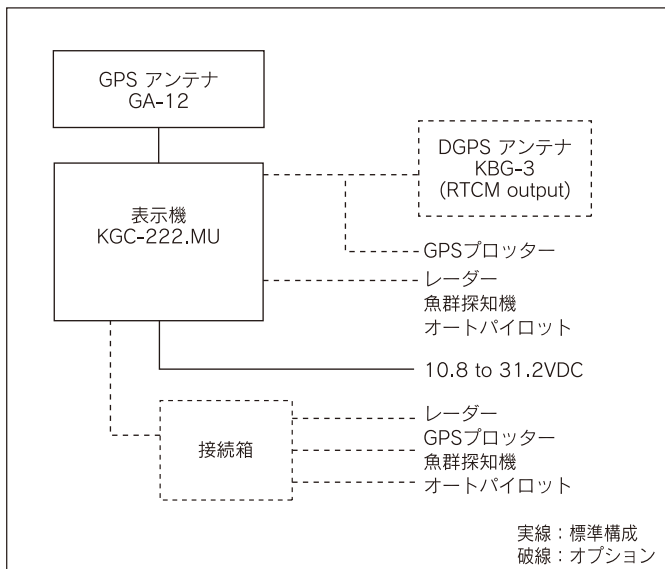 GPS アンテナ
GA-12
DGPS アンテナ
KBG-3
(RTCM output)
表示機
KGC-222.MU
GPSプロッター
レーダー
魚群探知機
オートパイロット
10.8 to 31.2VDC
接続箱
レーダー
GPSプロッター
魚群探知機
オートパイロット
実線：標準構成
破線：オプション